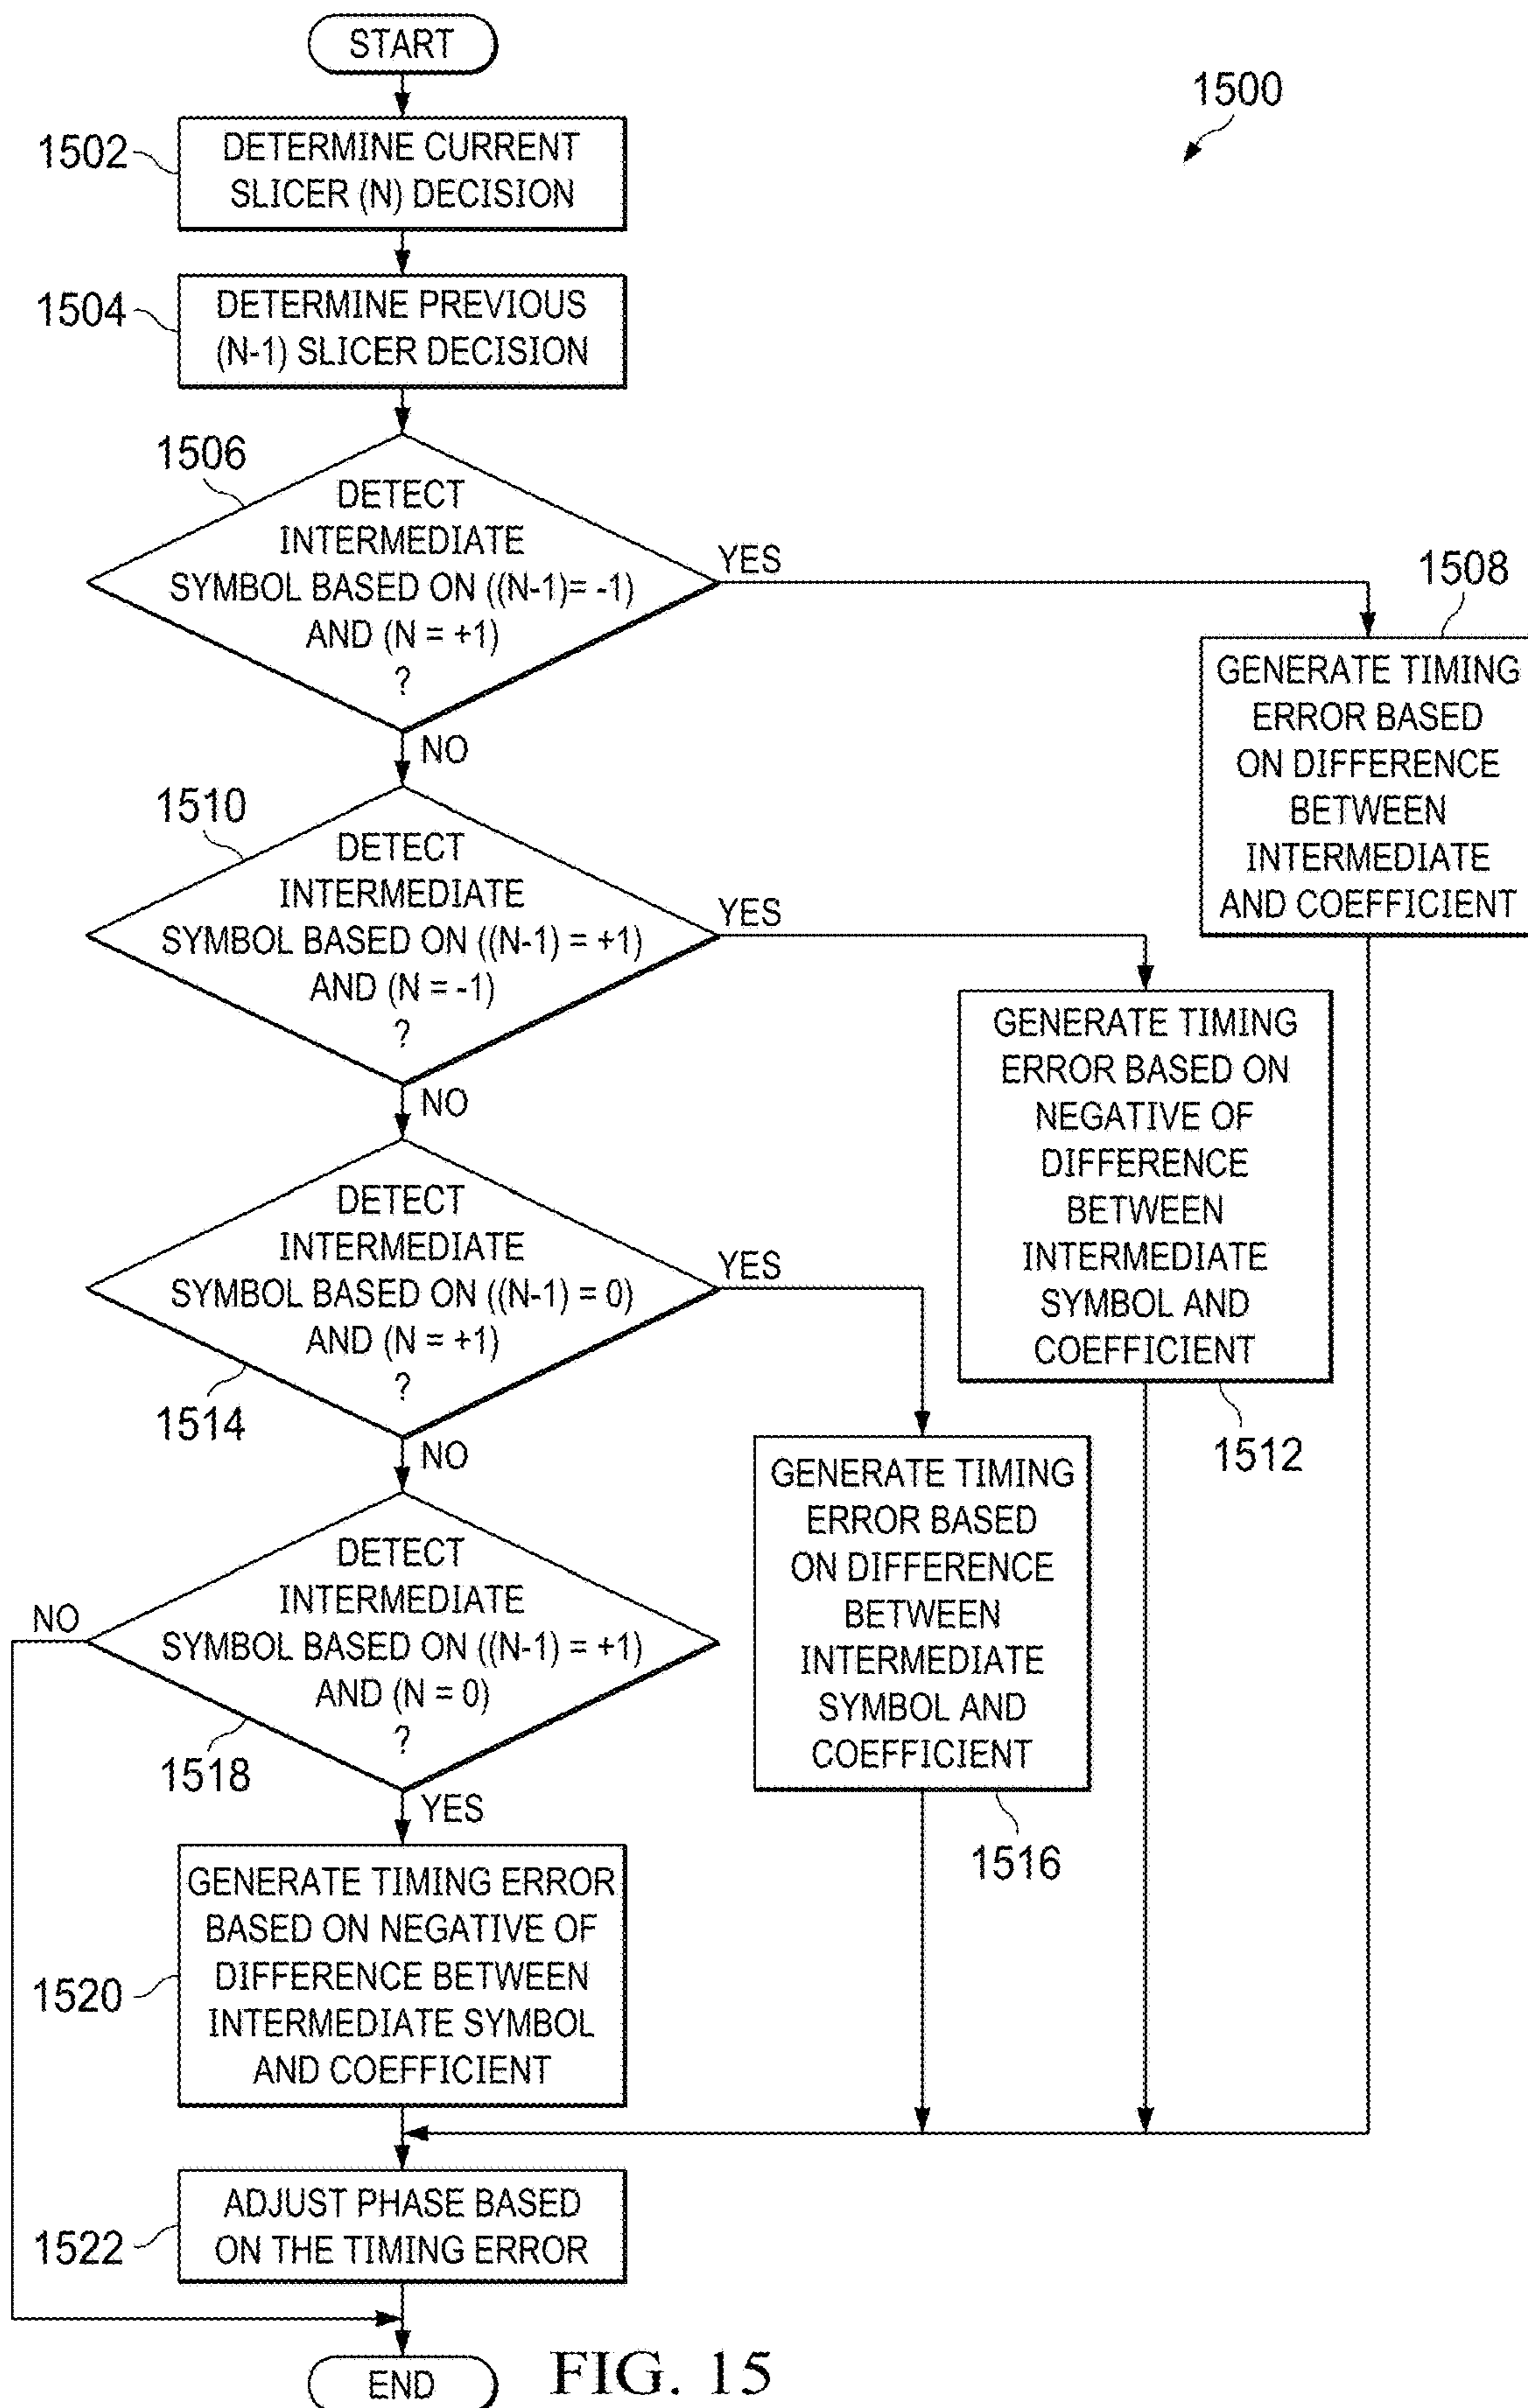 START
1500
1502
DETERMINE CURRENT
SLICER (N) DECISION
1504
DETERMINE PREVIOUS
(N-1) SLICER DECISION
1506
DETECT
INTERMEDIATE
SYMBOL BASED ON ((N-1)= -1)
AND (N = +1)
?
YES
NO
1508
GENERATE TIMING
ERROR BASED
ON DIFFERENCE
BETWEEN
INTERMEDIATE
AND COEFFICIENT
1510
DETECT
INTERMEDIATE
SYMBOL BASED ON ((N-1) = +1)
AND (N = -1)
?
YES
NO
GENERATE TIMING
ERROR BASED ON
NEGATIVE OF
DIFFERENCE
BETWEEN
INTERMEDIATE
SYMBOL AND
COEFFICIENT
1512
DETECT
INTERMEDIATE
SYMBOL BASED ON ((N-1) = 0)
AND (N = +1)
?
1514
YES
NO
GENERATE TIMING
ERROR BASED
ON DIFFERENCE
BETWEEN
INTERMEDIATE
SYMBOL AND
COEFFICIENT
1516
DETECT
INTERMEDIATE
SYMBOL BASED ON ((N-1) = +1)
AND (N = 0)
?
NO
1518
YES
1520
GENERATE TIMING ERROR
BASED ON NEGATIVE OF
DIFFERENCE BETWEEN
INTERMEDIATE SYMBOL
AND COEFFICIENT
1522
ADJUST PHASE BASED
ON THE TIMING ERROR
END
FIG. 15